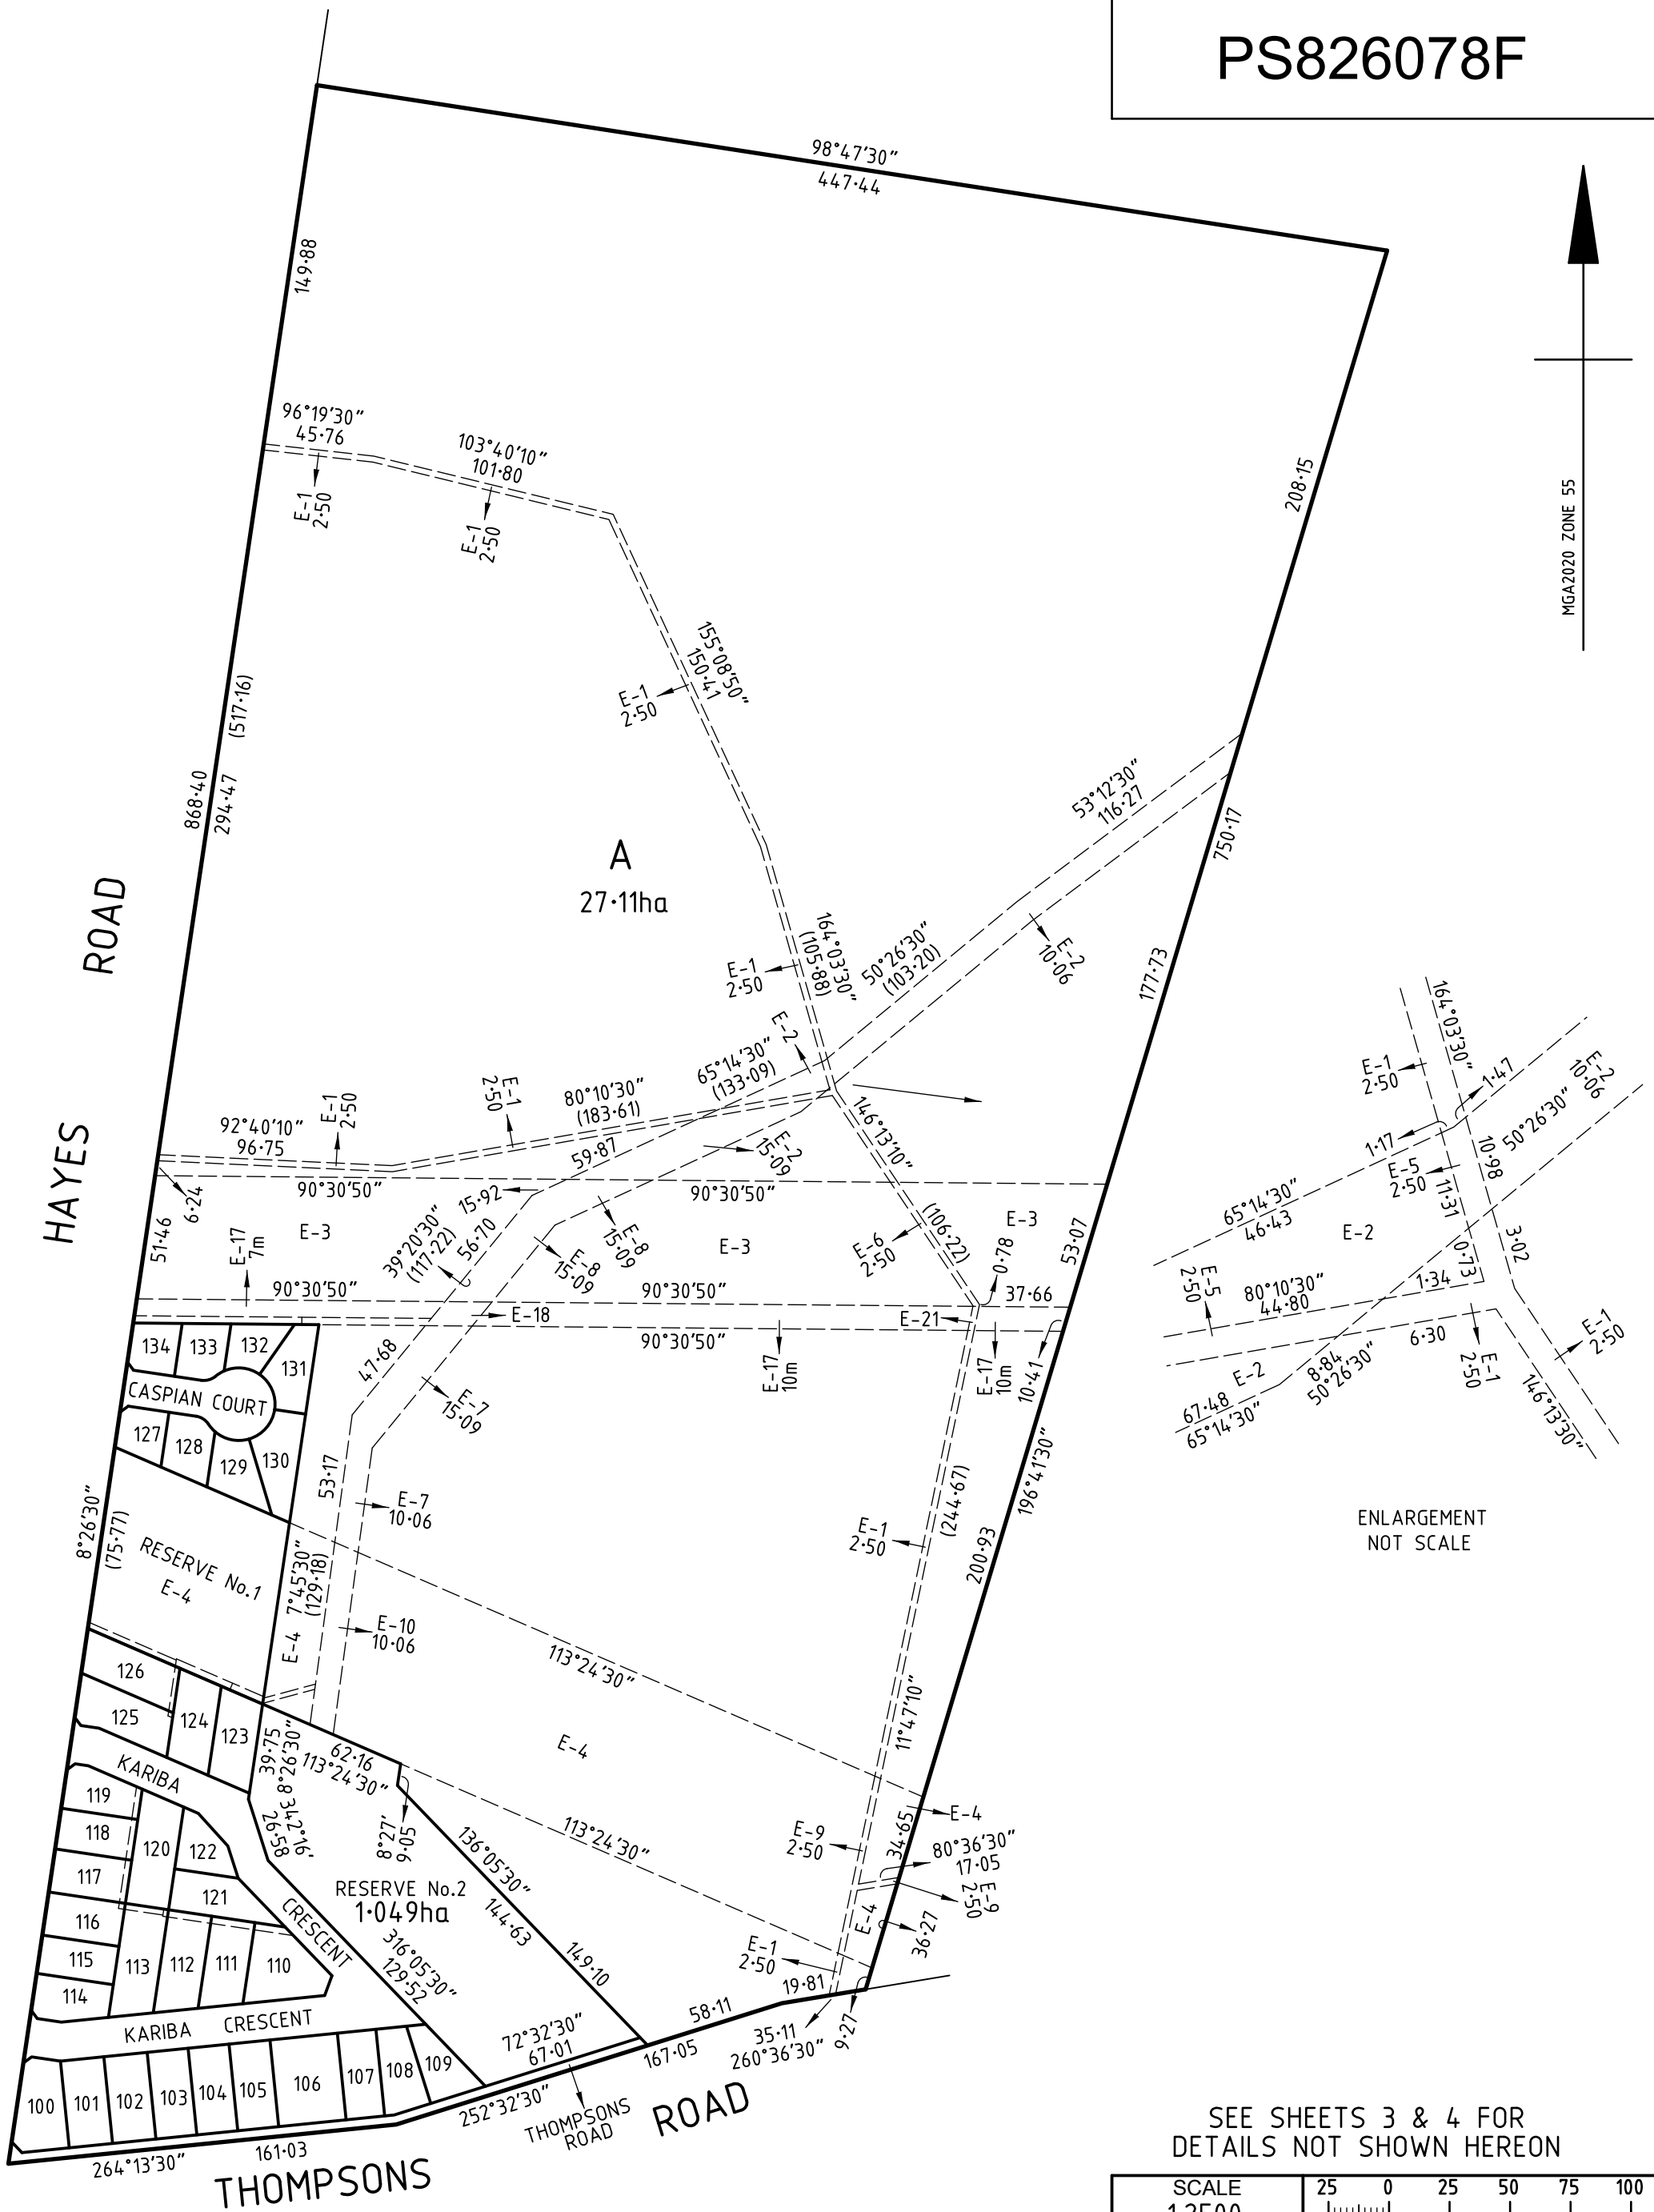 PS826078F
98°47'30"
447·44
149·88
208·15
MGA2020 ZONE 55
96°19'30"
45·76
E-1
2·50
103°40'10"
101·80
E-1
2·50
155°08'50"
150·41
E-1
2·50
(517·16)
868·40
294·47
A
27·11ha
53°12'30"
116·27
750·17
E-2
10·06
177·73
164°03'30"
(105·88)
E-1
2·50
50°26'30"
(103·20)
E-2
65°14'30"
(133·09)
80°10'30"
(183·61)
E-1
2·50
E-1
2·50
92°40'10"
96·75
59·87
E-2
15·09
146°13'10"
(106·22)
HAYES ROAD
6·24
51·46
90°30'50"
15·92
90°30'50"
E-3
E-3
E-3
E-17
7m
39°20'30"
(117·22)
56·70
E-8
15·09
E-8
15·09
E-6
2·50
0·78
53·07
37·66
90°30'50"
90°30'50"
90°30'50"
E-18
E-21
E-17
10m
E-17
10m
10·41
47·68
E-7
15·09
134
133
132
131
CASPIAN COURT
127
128
129
130
53·17
E-7
10·06
8°26'30"
(75·77)
RESERVE No.1
E-4
7°45'30"
(129·18)
E-4
E-10
10·06
E-1
2·50
(244·67)
200·93
196°41'30"
113°24'30"
11°47'10"
E-4
126
125
124
123
KARIBA
39·75
8°26'30"
342°16'
26·58
62·16
113°24'30"
8°27'
9·05
136°05'30"
144·63
149·10
113°24'30"
34·65
E-4
E-9
2·50
80°36'30"
17·05
E-9
2·50
E-4
36·27
E-1
2·50
119
118
117
116
115
114
120
122
121
113
112
111
110
CRESCENT
RESERVE No.2
1·049ha
316°05'30"
129·52
KARIBA CRESCENT
72°32'30"
67·01
58·11
19·81
167·05
35·11
260°36'30"
9·27
100
101
102
103
104
105
106
107
108
109
252°32'30"
THOMPSONS
ROAD
161·03
264°13'30"
THOMPSONS ROAD
164°03'30"
E-1
2·50
1·47
E-2
10·06
50°26'30"
1·17
E-5
2·50
10·98
11·31
65°14'30"
46·43
E-2
3·02
0·73
E-5
2·50
80°10'30"
44·80
1·34
6·30
E-1
2·50
E-1
2·50
E-2
8·84
50°26'30"
67·48
65°14'30"
146°13'30"
ENLARGEMENT
NOT SCALE
SEE SHEETS 3 & 4 FOR
DETAILS NOT SHOWN HEREON
SCALE
25 0 25 50 75 100